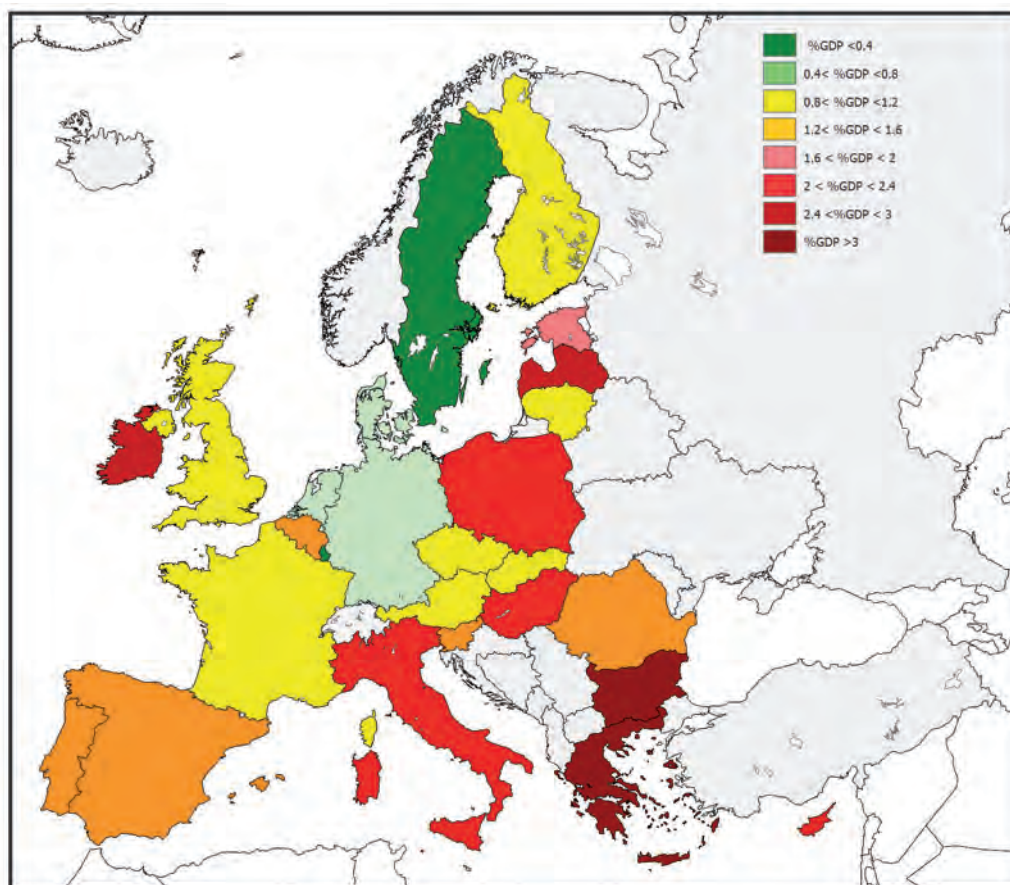 %GDP <0.4
0.4< %GDP <0.8
0.8< %GDP <1.2
1.2< %GDP < 1.6
1.6 < %GDP < 2
2 < %GDP < 2.4
2.4 <%GDP < 3
%GDP >3